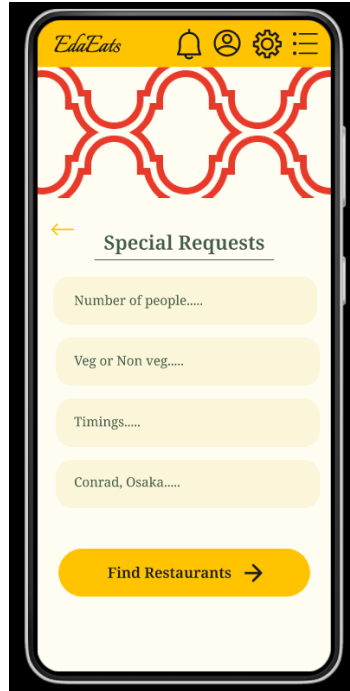 EdaEats
Special Requests
Number of people.....
Veg or Non veg.....
Timings.....
Conrad, Osaka.....
Find Restaurants